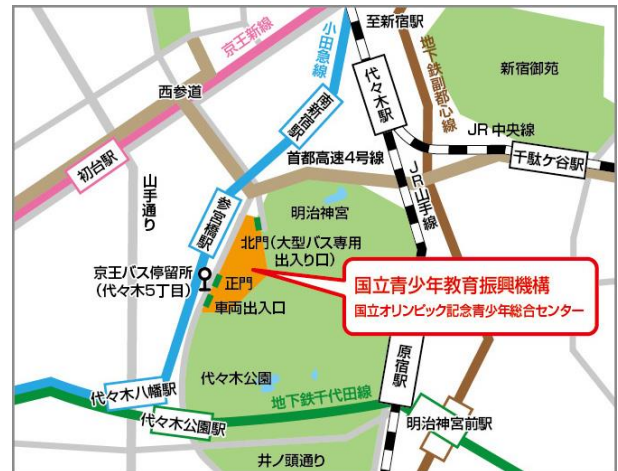 至新宿駅
京王新線
小田急線
地下鉄副都心線
新宿御苑
代々木駅
西参道
南新宿駅
JR中央線
千駄ケ谷駅
首都高速4号線
初台駅
山手通り
JR山手線
参宮橋駅
明治神宮
北門（大型バス専用
出入り口）
京王バス停留所
（代々木5丁目）
正門
車両出入口
国立青少年教育振興機構
国立オリンピック記念青少年総合センター
原宿駅
代々木公園
代々木八幡駅
地下鉄千代田線
代々木公園駅
明治神宮前駅
井ノ頭通り